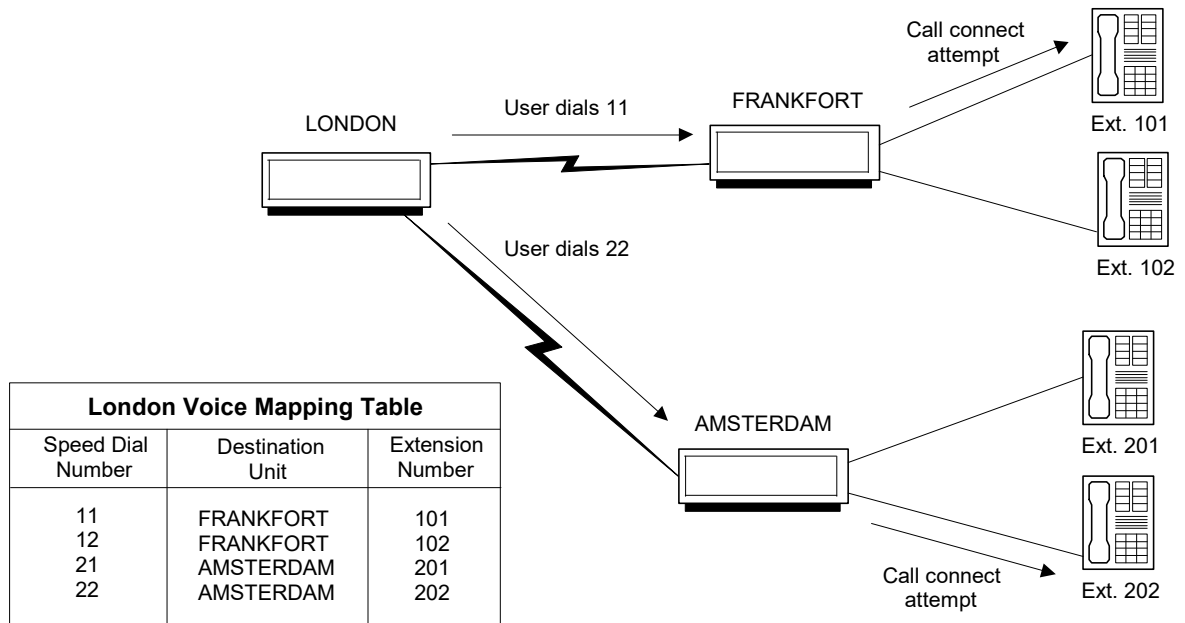 Call connect
attempt
User dials 11
FRANKFORT
LONDON
Ext. 101
User dials 22
Ext. 102
London Voice Mapping Table
Speed Dial
Number
Destination
Unit
Extension
Number
11 FRANKFORT 101
12 FRANKFORT 102
21 AMSTERDAM 201
22 AMSTERDAM 202
AMSTERDAM
Ext. 201
Call connect
attempt
Ext. 202